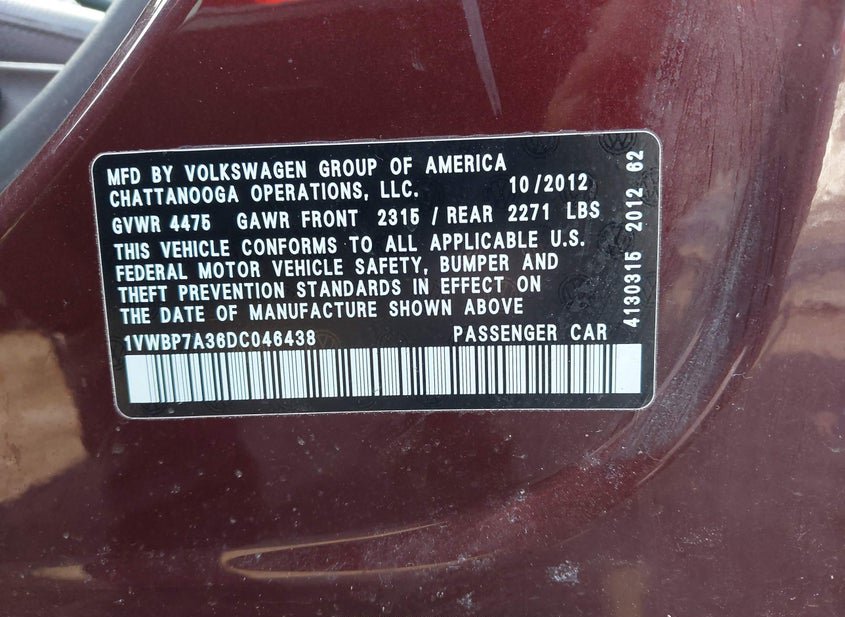 MFD BY VOLKSWAGEN GROUP OF AMERICA
CHATTANOOGA OPERATIONS, LLC. 10/2012
GVWR 4475 GAWR FRONT 2315 / REAR 2271 LBS
THIS VEHICLE CONFORMS TO ALL APPLICABLE U.S.
FEDERAL MOTOR VEHICLE SAFETY, BUMPER AND
THEFT PREVENTION STANDARDS IN EFFECT ON
THE DATE OF MANUFACTURE SHOWN ABOVE
1VWBP7A36DC046438 PASSENGER CAR
4130315 2012 62